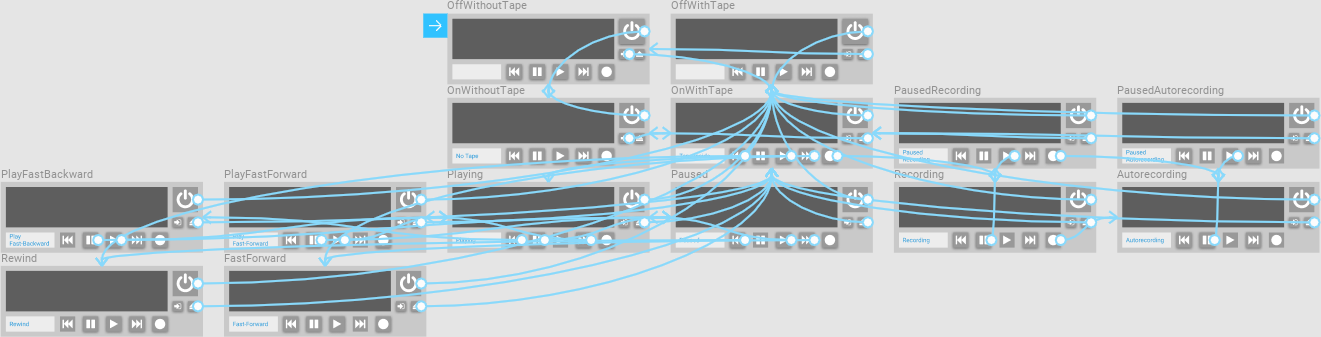 OffWithoutTape
OffWithTape
OnWithoutTape
OnWithTape
PausedRecording
PausedAutorecording
No Tape
Paused
Recording
Paused
Autorecording
PlayFastBackward
PlayFastForward
Playing
Paused
Recording
Autorecording
Play
Fast-Backward
Fast-Forward
Recording
Autorecording
Rewind
FastForward
Rewind
Fast-Forward